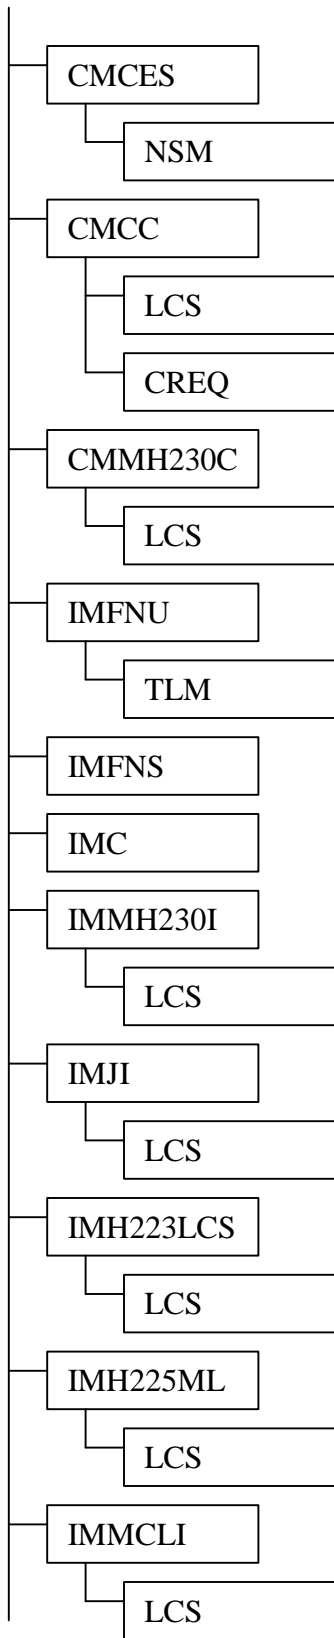 CMCES
NSM
CMCC
LCS
CREQ
CMMH230C
LCS
IMFNU
TLM
IMFNS
IMC
IMMH230I
LCS
IMJI
LCS
IMH223LCS
LCS
IMH225ML
LCS
IMMCLI
LCS